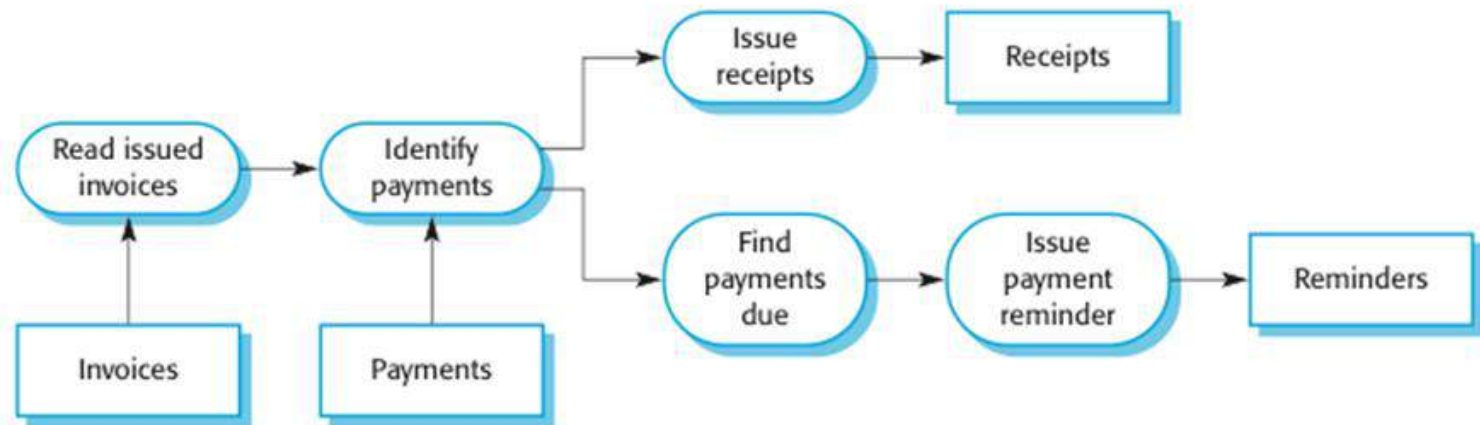 Issue
receipts
Receipts
Read issued
invoices
Identify
payments
Find
payments
due
Issue
payment
reminder
Reminders
Invoices
Payments